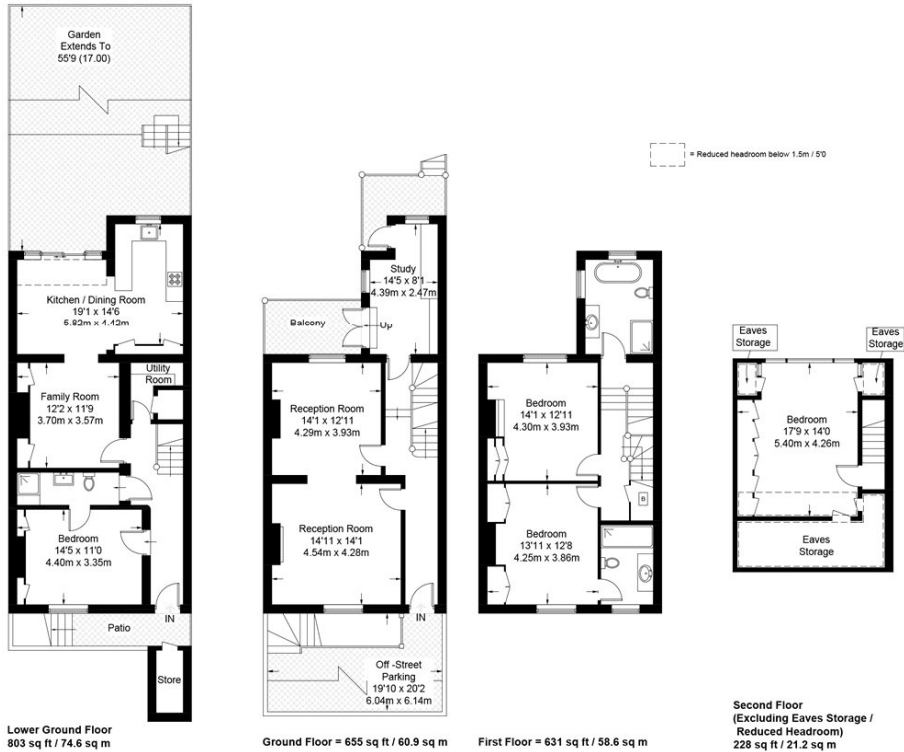 Garden
Extends To
55'9 (17.00)
Kitchen / Dining Room
19'1 x 14'6
5.82m x 4.42m
Utility
Room
Family Room
12'2 x 11'9
3.70m x 3.57m
Bedroom
14'5 x 11'0
4.40m x 3.35m
IN
Patio
Store
Lower Ground Floor
803 sq ft / 74.6 sq m
Study
14'5 x 8'1
4.39m x 2.47m
Balcony
Up
Reception Room
14'1 x 12'11
4.29m x 3.93m
Reception Room
14'11 x 14'1
4.54m x 4.28m
IN
Off -Street
Parking
19'10 x 20'2
6.04m x 6.14m
Ground Floor = 655 sq ft / 60.9 sq m
Bedroom
14'1 x 12'11
4.30m x 3.93m
B
Bedroom
13'11 x 12'8
4.25m x 3.86m
First Floor = 631 sq ft / 58.6 sq m
= Reduced headroom below 1.5m / 5'0
Eaves
Storage
Eaves
Storage
Bedroom
17'9 x 14'0
5.40m x 4.26m
Eaves
Storage
Second Floor
(Excluding Eaves Storage /
Reduced Headroom)
228 sq ft / 21.2 sq m